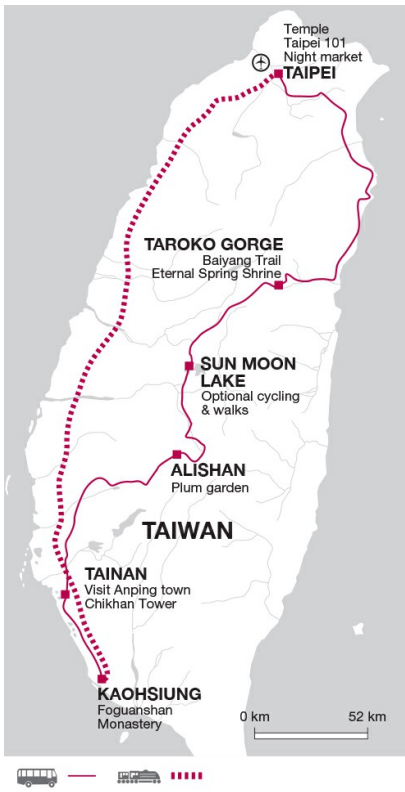 Temple
Taipei 101
Night market
TAIPEI
TAROKO GORGE
Baiyang Trail
Eternal Spring Shrine
SUN MOON
LAKE
Optional cycling
& walks
ALISHAN
Plum garden
TAIWAN
TAINAN
Visit Anping town
Chikhan Tower
KAOHSIUNG
Foguanshan
Monastery
0 km 52 km